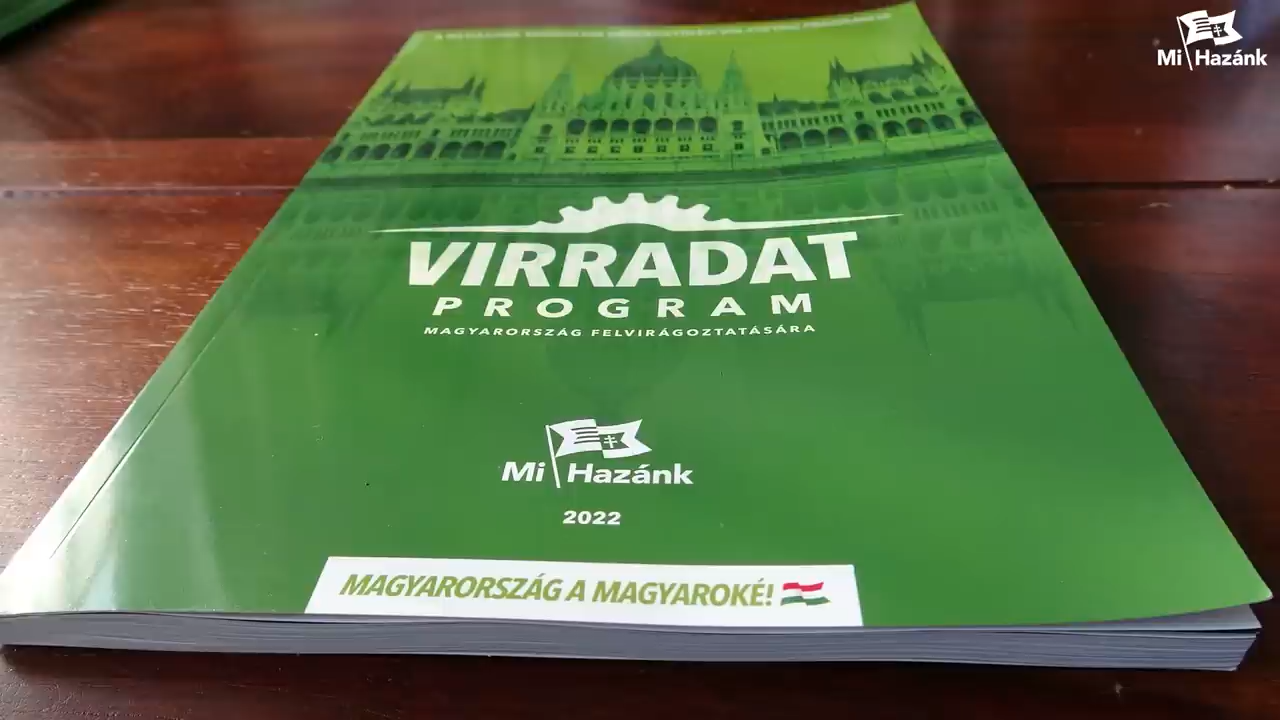 Mi Hazánk
VIRRADAT
PROGRAM
MAGYARORSZÁG FELVIRÁGOZTATÁSÁRA
Mi Hazánk
2022
MAGYARORSZÁG A MAGYAROKÉ!